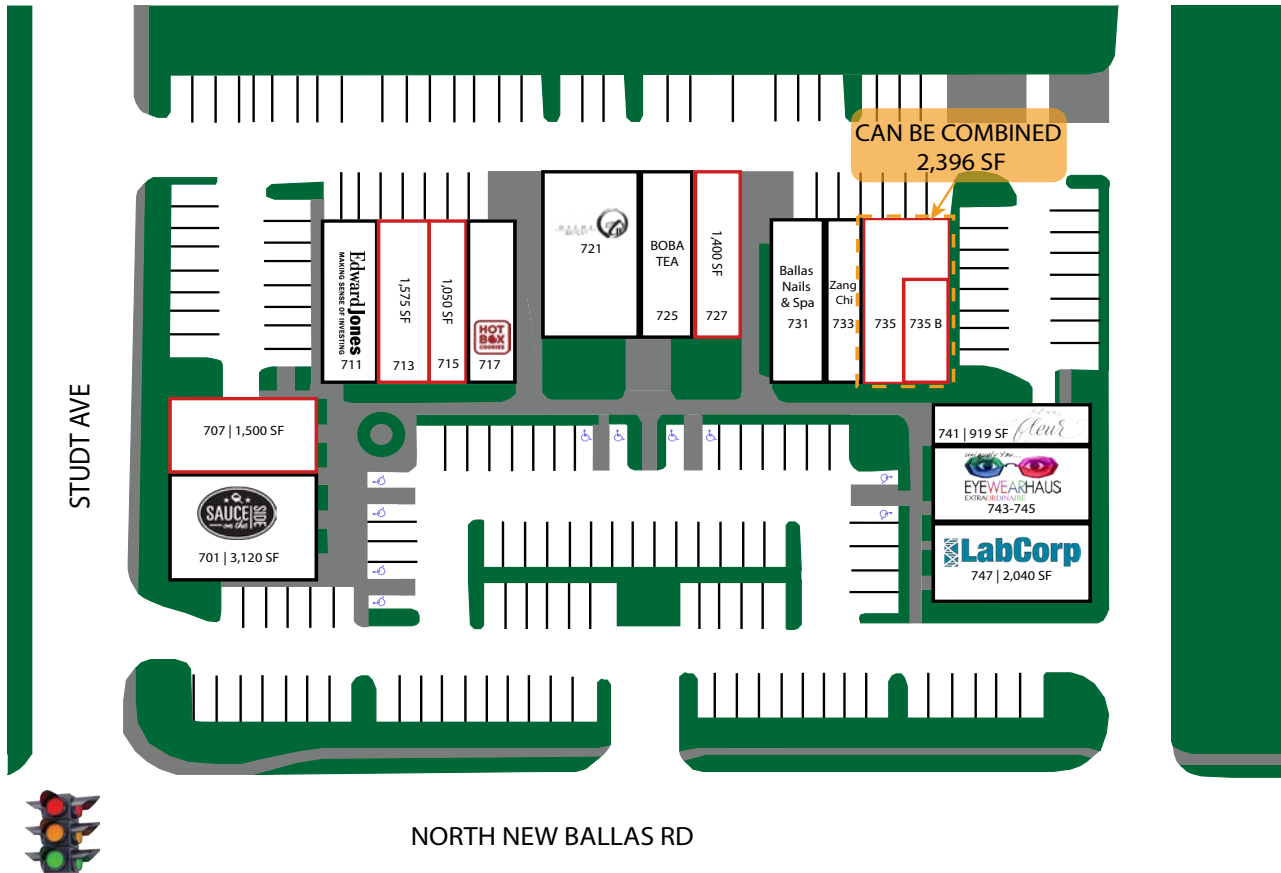 CAN BE COMBINED
2,396 SF
721
BOBA
TEA
725
1,400 SF
727
Edward Jones
MAKING SENSE OF INVESTING
711
1,575 SF
713
1,050 SF
715
HOT
BOX
COOKIES
717
Ballas
Nails
& Spa
731
Zang
Chi
733
735
735 B
STUDT AVE
707 | 1,500 SF
SAUCE
on the
SIDE
701 | 3,120 SF
741 | 919 SF
fleur
uniquely You...
EYEWEARHAUS
EXTRAORDINAIRE
743-745
LabCorp
747 | 2,040 SF
NORTH NEW BALLAS RD